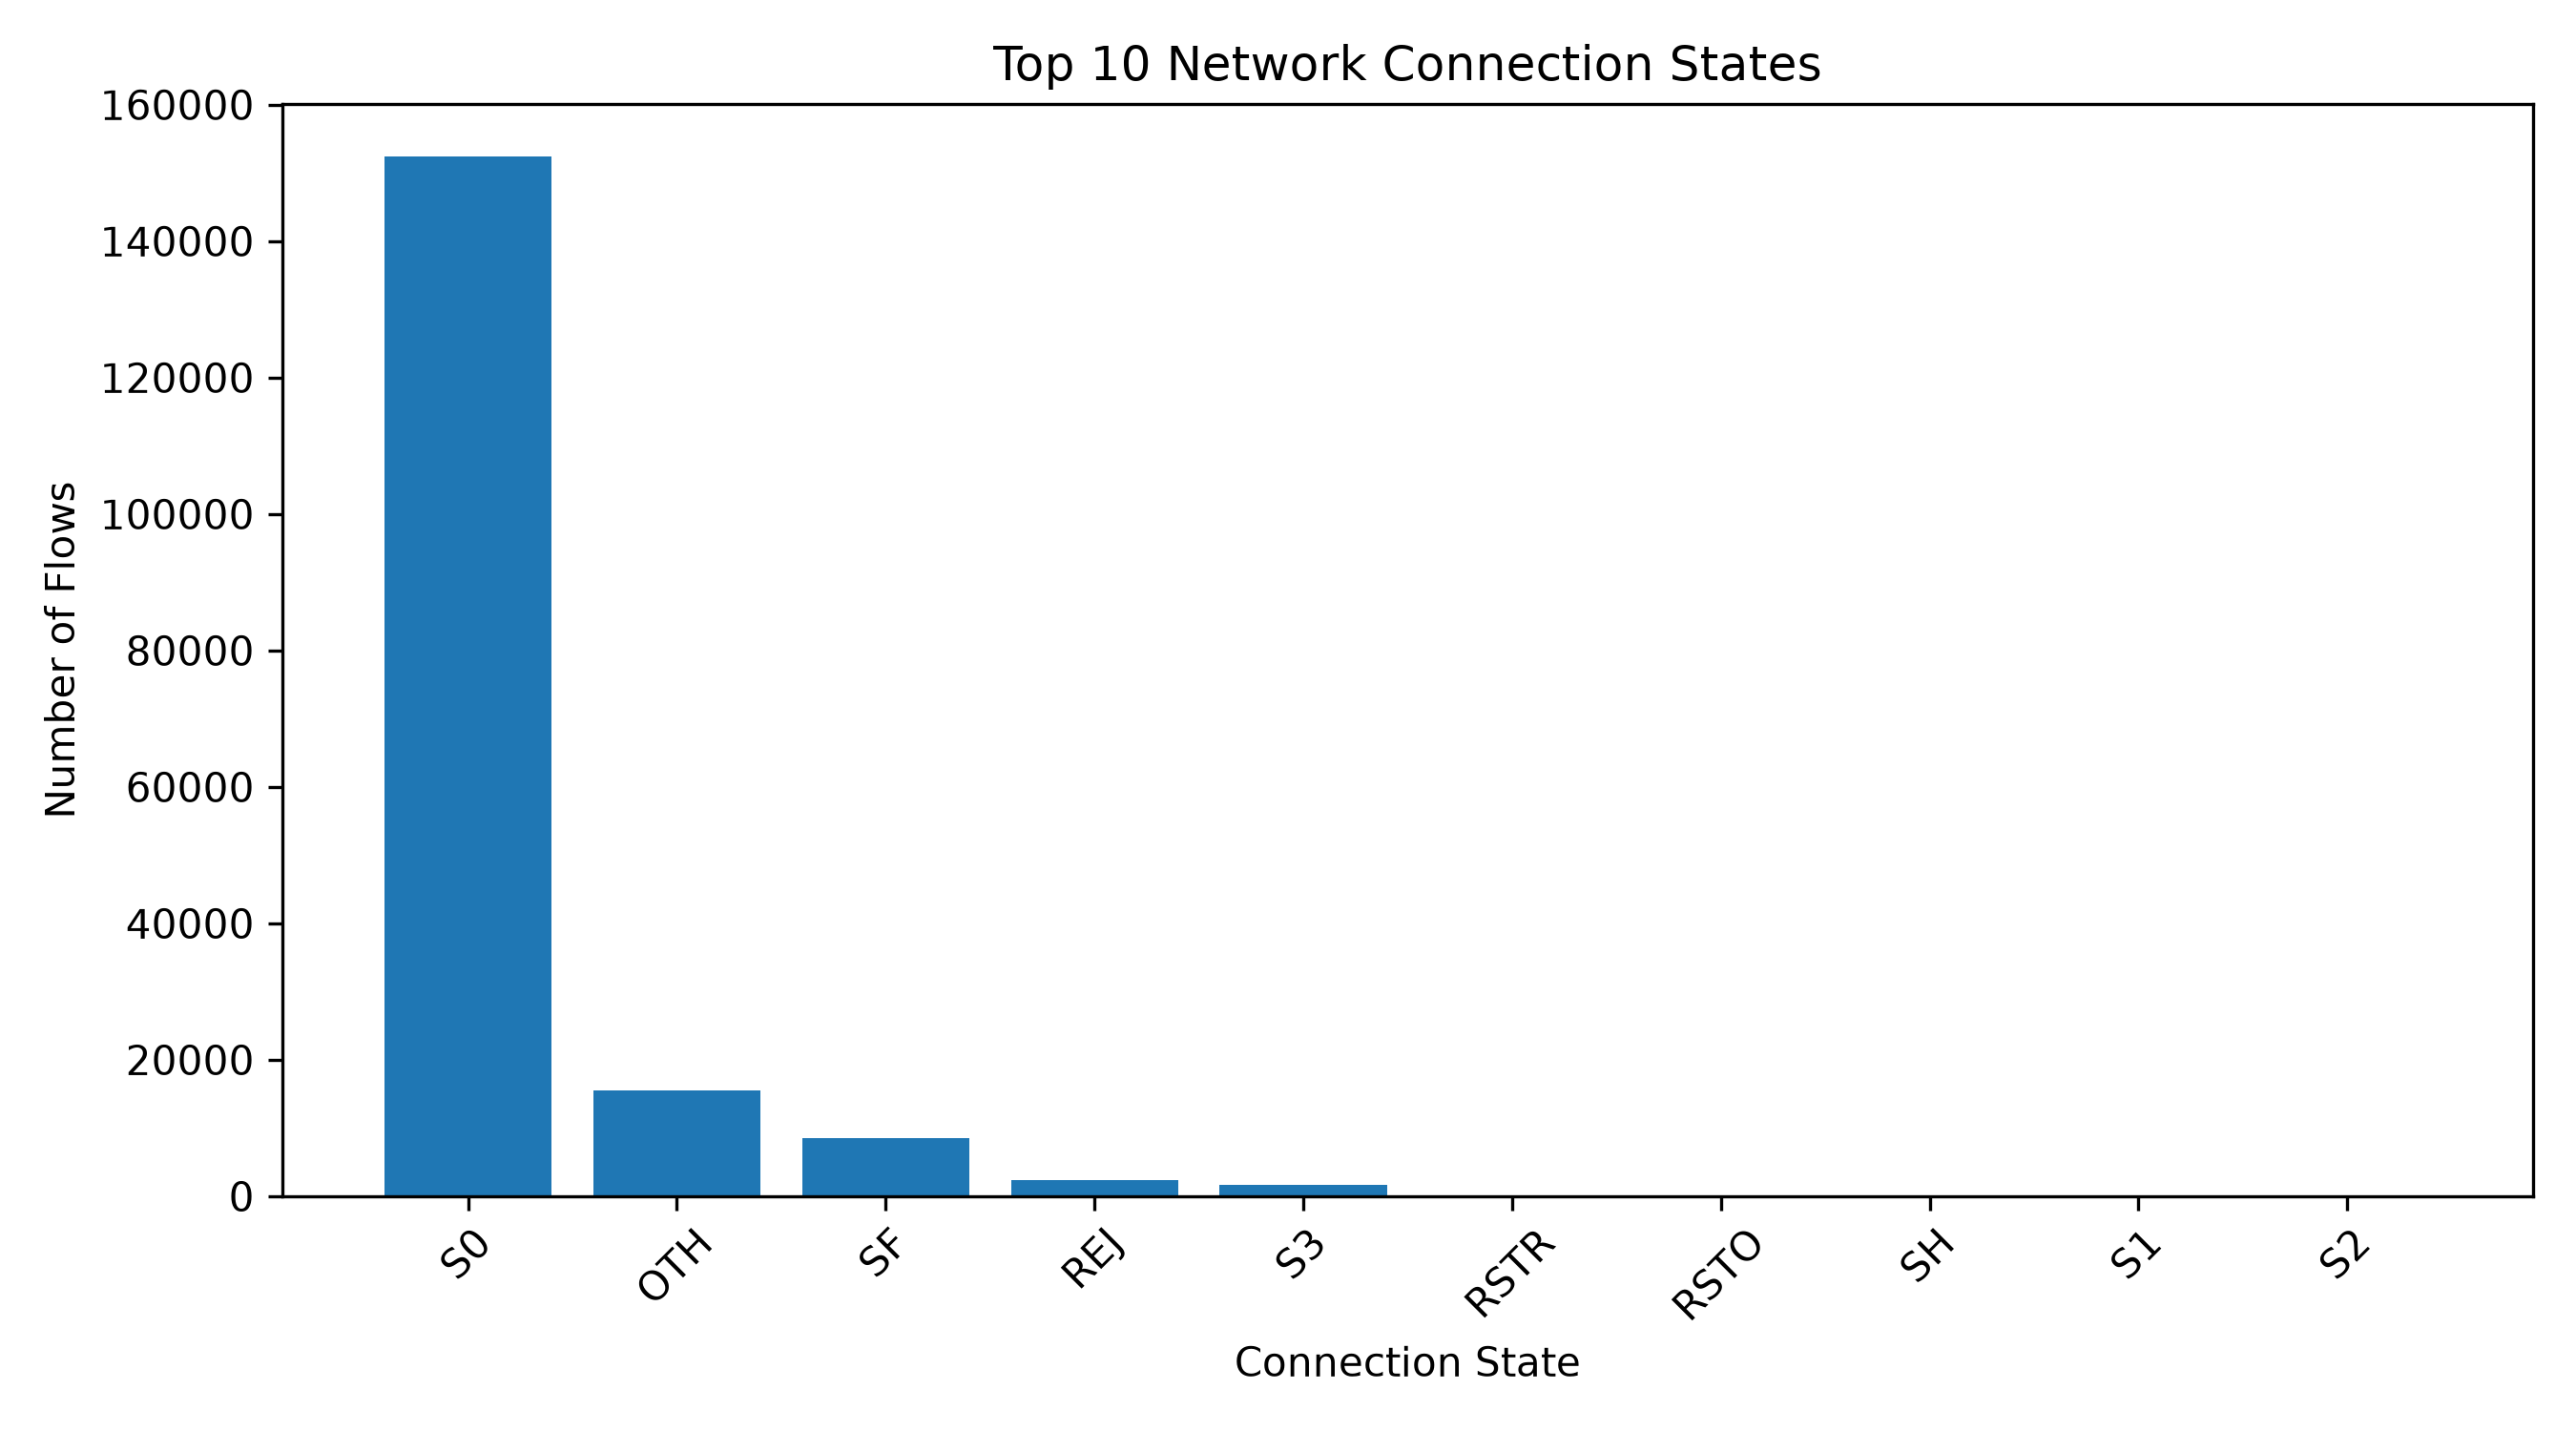 Top 10 Network Connection States
160000
140000
120000
100000
80000
60000
40000
20000
0
Number of Flows
S0
OTH
SF
REJ
S3
RSTR
RSTO
SH
S1
S2
Connection State